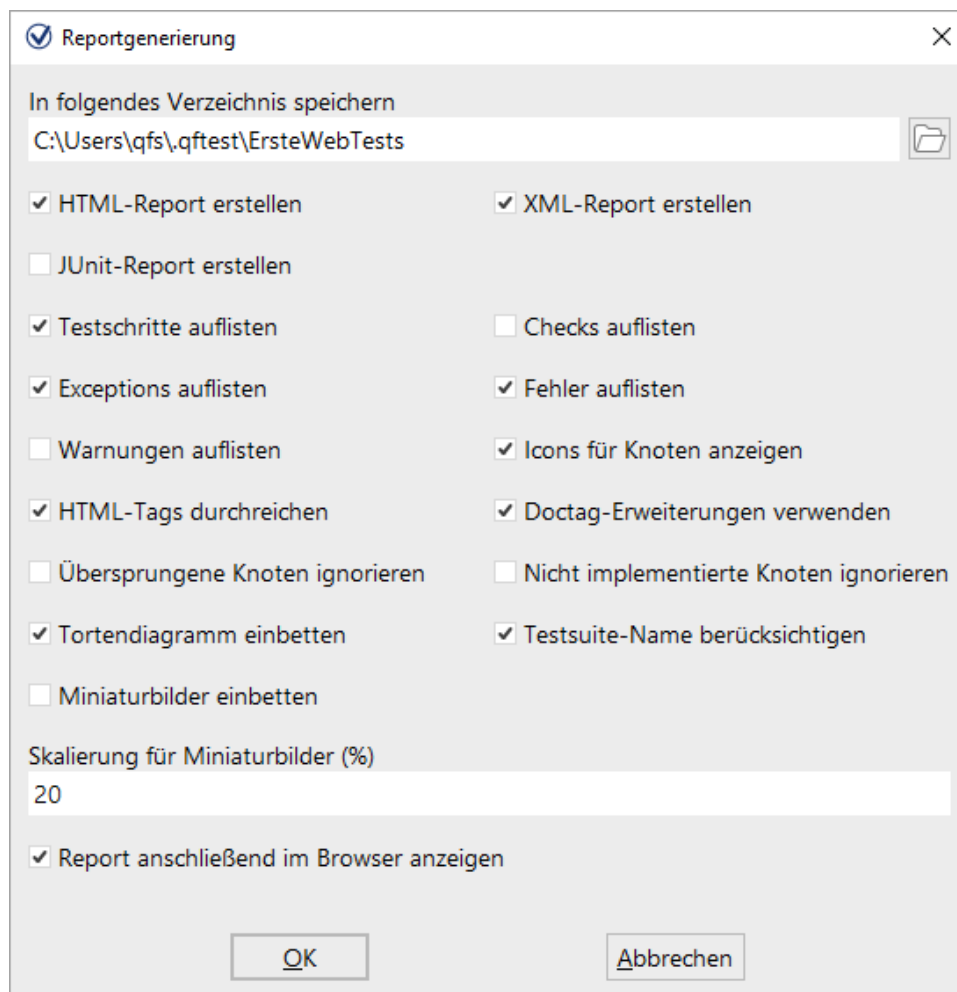 Reportgenerierung
In folgendes Verzeichnis speichern
C:\Users\qfs\.qftest\ErsteWebTests
HTML-Report erstellen XML-Report erstellen
JUnit-Report erstellen
Testschritte auflisten Checks auflisten
Exceptions auflisten Fehler auflisten
Warnungen auflisten Icons für Knoten anzeigen
HTML-Tags durchreichen Doctag-Erweiterungen verwenden
Übersprungene Knoten ignorieren Nicht implementierte Knoten ignorieren
Tortendiagramm einbetten Testsuite-Name berücksichtigen
Miniaturbilder einbetten
Skalierung für Miniaturbilder (%)
20
Report anschließend im Browser anzeigen
OK Abbrechen